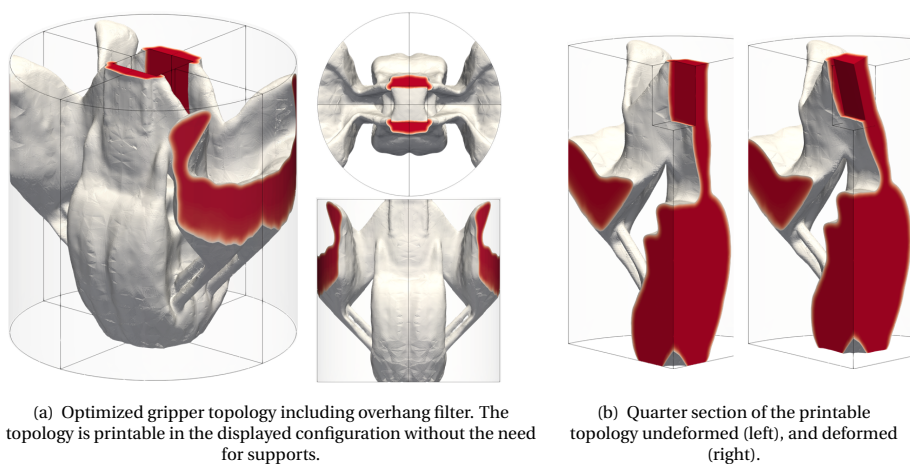 (a) Optimized gripper topology including overhang filter. The
topology is printable in the displayed configuration without the need
for supports.
(b) Quarter section of the printable
topology undeformed (left), and deformed
(right).